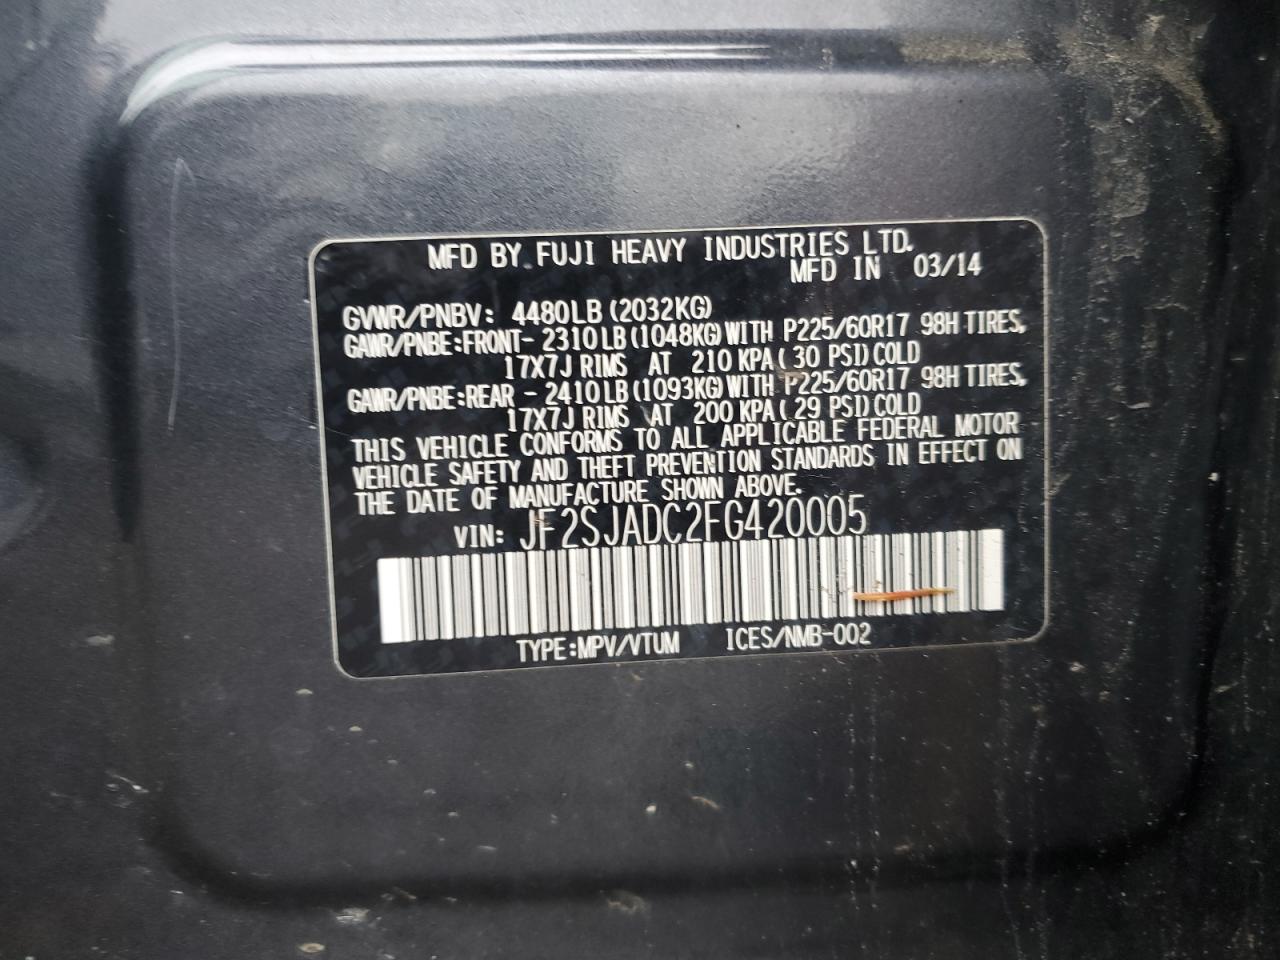 MFD BY FUJI HEAVY INDUSTRIES LTD.
MFD IN 03/14
GVWR/PNBV: 4480LB (2032KG)
GAWR/PNBE:FRONT- 2310LB (1048KG) WITH P225/60R17 98H TIRES,
17X7J RIMS AT 210 KPA ( 30 PSI) COLD
GAWR/PNBE:REAR - 2410LB (1093KG) WITH P225/60R17 98H TIRES,
17X7J RIMS AT 200 KPA ( 29 PSI) COLD
THIS VEHICLE CONFORMS TO ALL APPLICABLE FEDERAL MOTOR
VEHICLE SAFETY AND THEFT PREVENTION STANDARDS IN EFFECT ON
THE DATE OF MANUFACTURE SHOWN ABOVE.
VIN: JF2SJADC2FG420005
TYPE:MPV/VTUM ICES/NMB-002